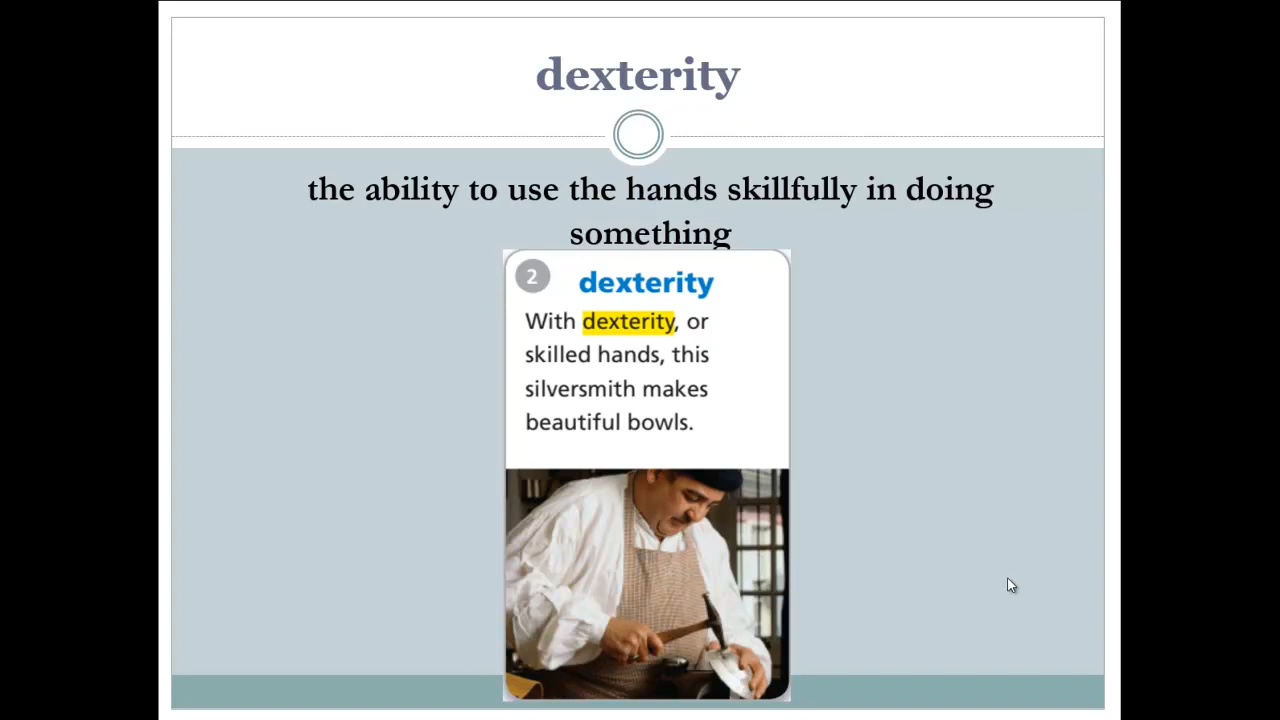 dexterity
the ability to use the hands skillfully in doing
something
2
dexterity
With dexterity, or
skilled hands, this
silversmith makes
beautiful bowls.